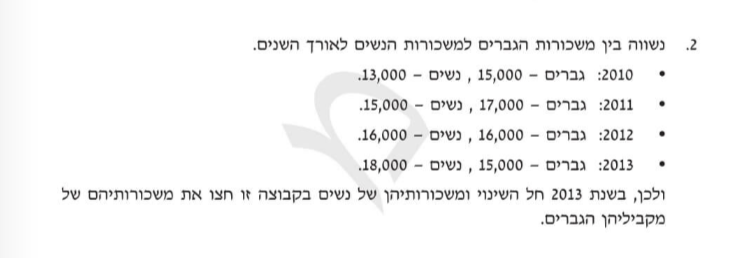 2. נשווה בין משכורות הגברים למשכורות הנשים לאורך השנים.
• 2010: גברים – 15,000 , נשים – 13,000.
• 2011: גברים – 17,000 , נשים – 15,000.
• 2012: גברים – 16,000 , נשים – 16,000.
• 2013: גברים – 15,000 , נשים – 18,000.
ולכן, בשנת 2013 חל השינוי ומשכורותיהן של נשים בקבוצה זו חצו את משכורותיהם של
מקביליהן הגברים.